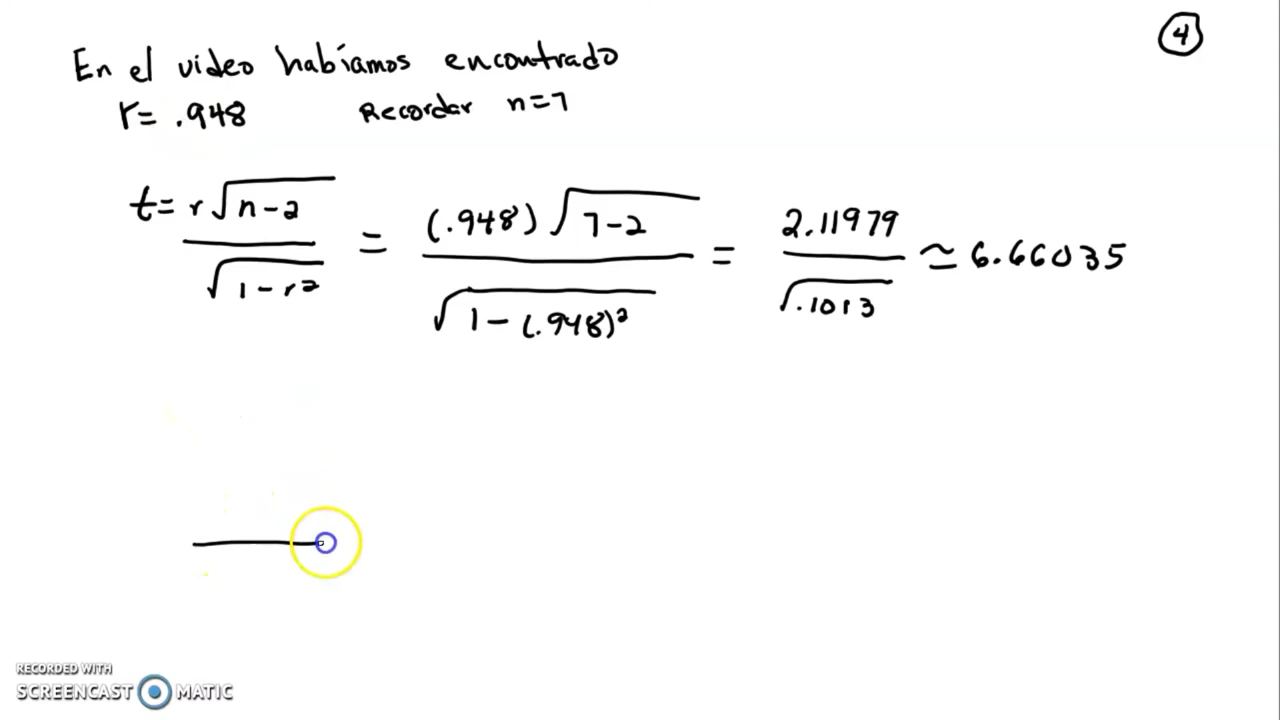 ④
En el video habíamos encontrado
r= .948 Recordar n=7
t= r√(n-2) / √(1-r²) = (.948)√(7-2) / √(1-(.948)²) = 2.11979 / √.1013 ≃ 6.66035
RECORDED WITH
SCREENCAST MATIC